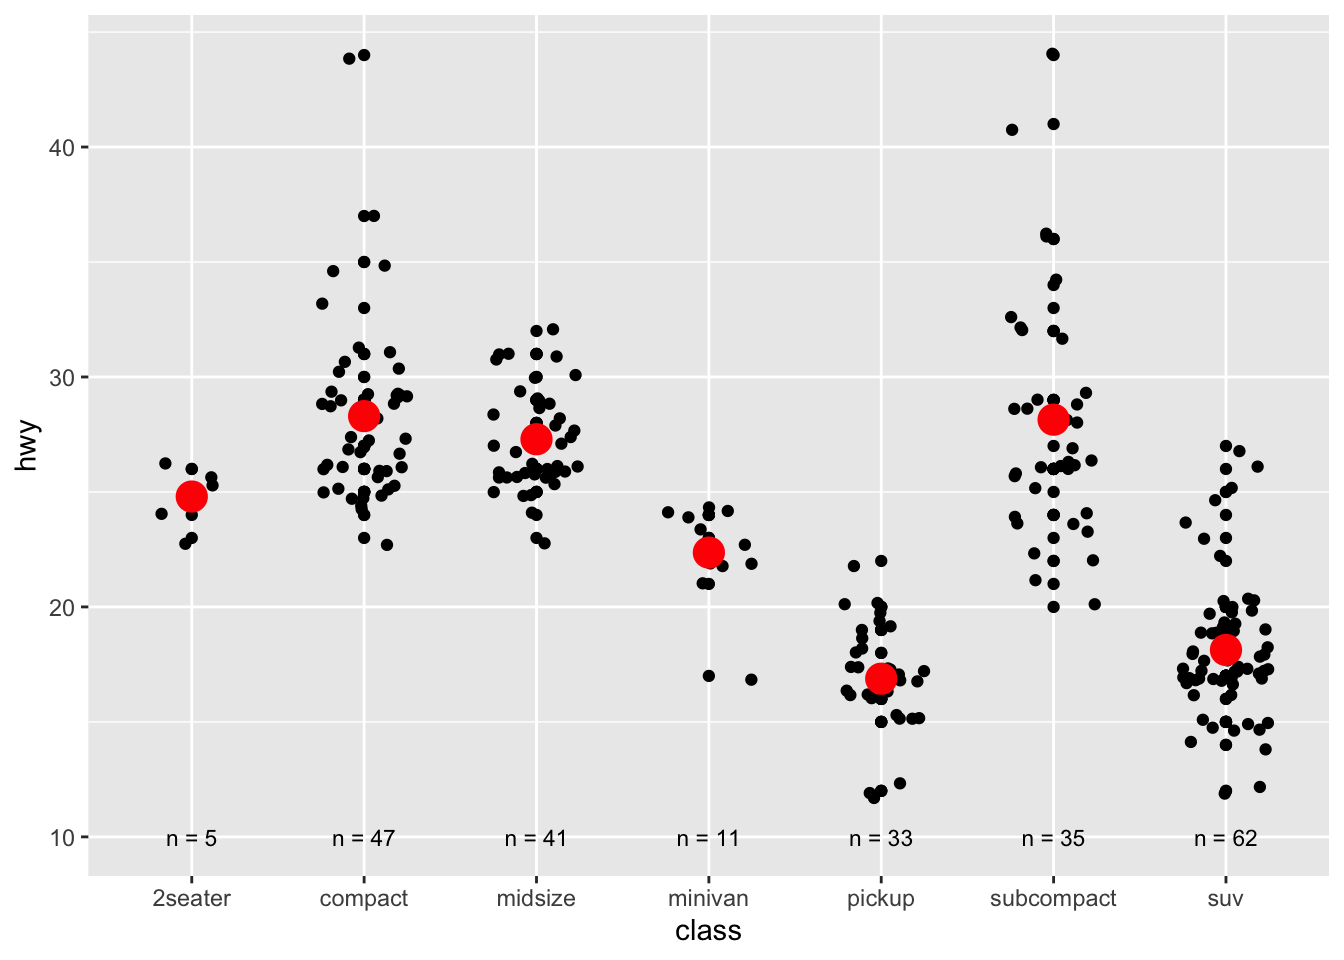 hwy
40
30
20
10
n = 5 n = 47 n = 41 n = 11 n = 33 n = 35 n = 62
2seater compact midsize minivan pickup subcompact suv
class